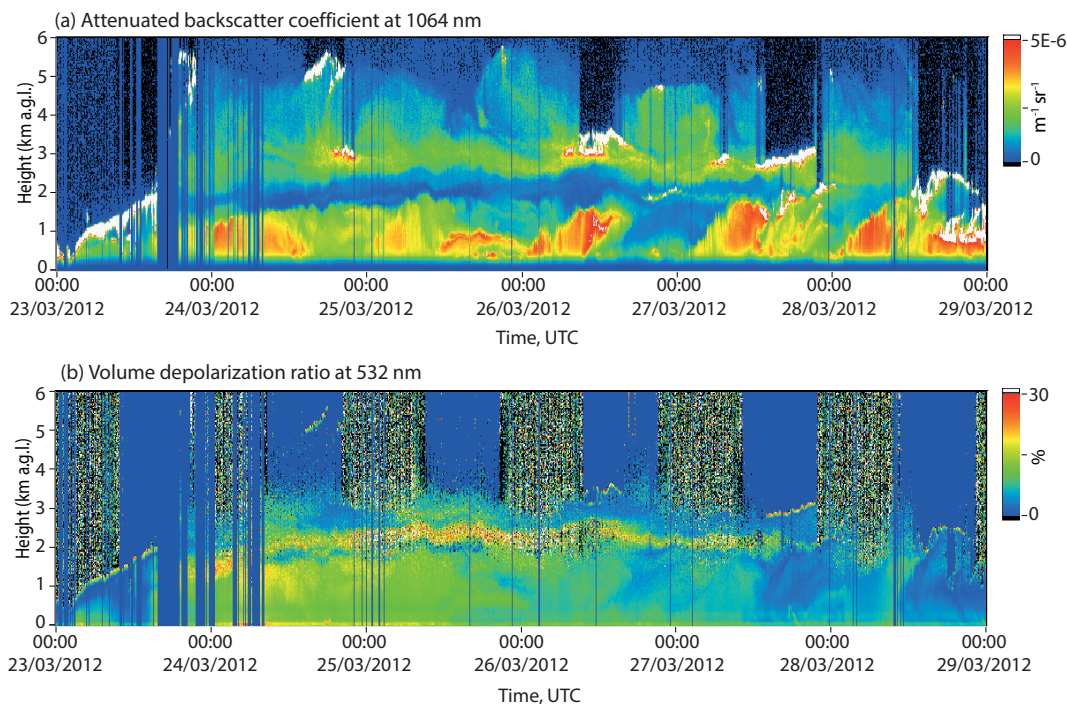 (a) Attenuated backscatter coefficient at 1064 nm
6
5
4
3
2
1
0
Height (km a.g.l.)
5E-6
0
m⁻¹ sr⁻¹
00:00 00:00 00:00 00:00 00:00 00:00 00:00
23/03/2012 24/03/2012 25/03/2012 26/03/2012 27/03/2012 28/03/2012 29/03/2012
Time, UTC
(b) Volume depolarization ratio at 532 nm
6
5
4
3
2
1
0
Height (km a.g.l.)
30
0
%
00:00 00:00 00:00 00:00 00:00 00:00 00:00
23/03/2012 24/03/2012 25/03/2012 26/03/2012 27/03/2012 28/03/2012 29/03/2012
Time, UTC